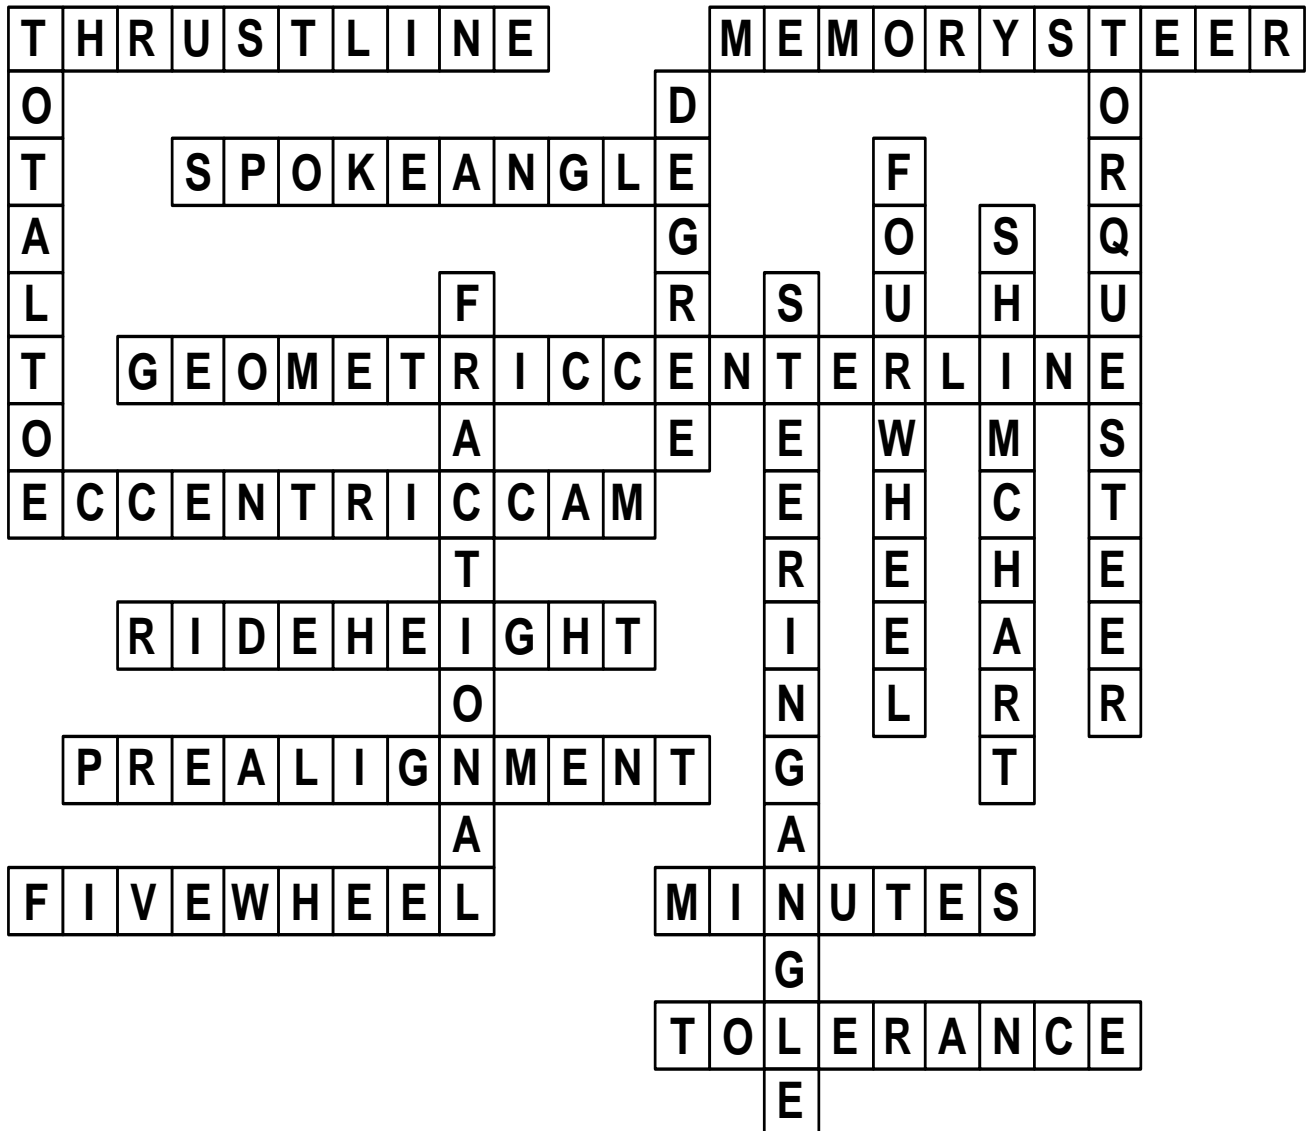 THRUSTLINE
MEMORYSTEER
TOTALTOE
TORQUESTEER
DEGREE
SPOKEANGLE
FOURWHEEL
SHIMCHART
FRACTIONAL
STEERINGANGLE
GEOMETRICCENTERLINE
ECCENTRICCAM
RIDEHEIGHT
PREALIGNMENT
FIVEWHEEL
MINUTES
TOLERANCE